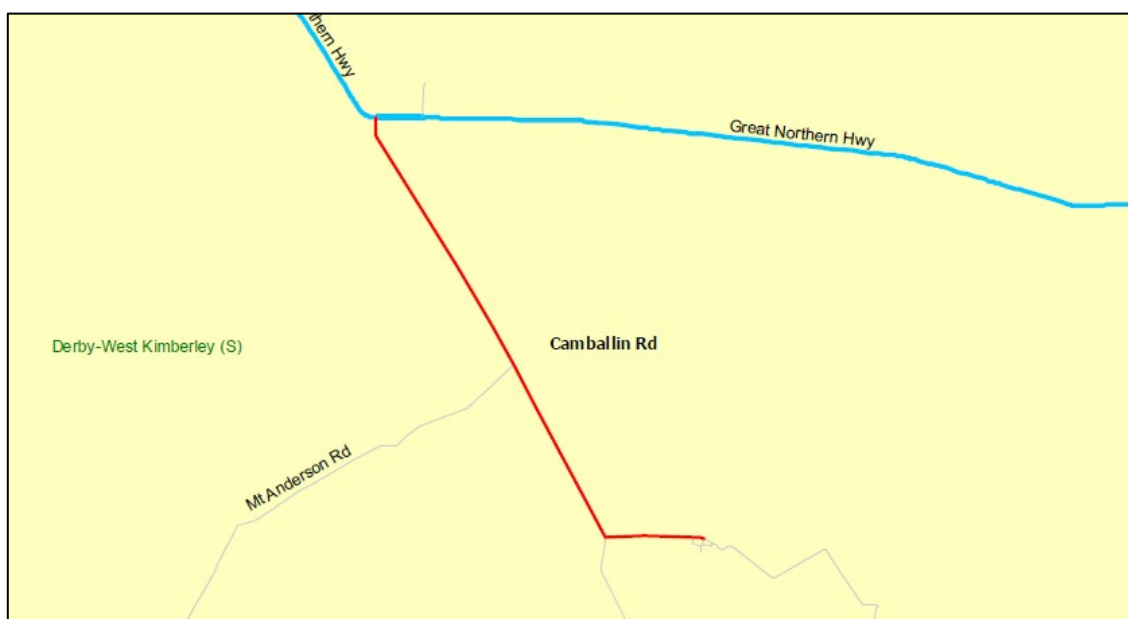 thern Hwy
Great Northern Hwy
Camballin Rd
Derby-West Kimberley (S)
Mt Anderson Rd